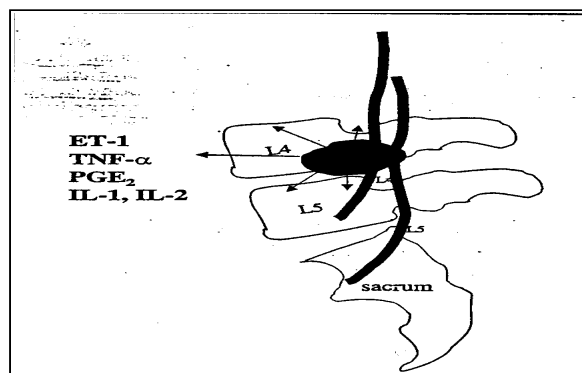 ET-1
TNF-α
PGE₂
IL-1, IL-2
L4
L5
L5
sacrum